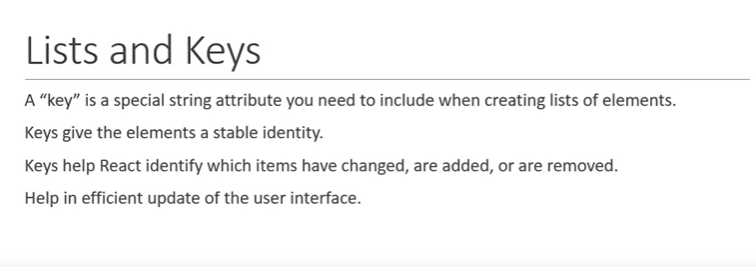 Lists and Keys
A “key” is a special string attribute you need to include when creating lists of elements.
Keys give the elements a stable identity.
Keys help React identify which items have changed, are added, or are removed.
Help in efficient update of the user interface.